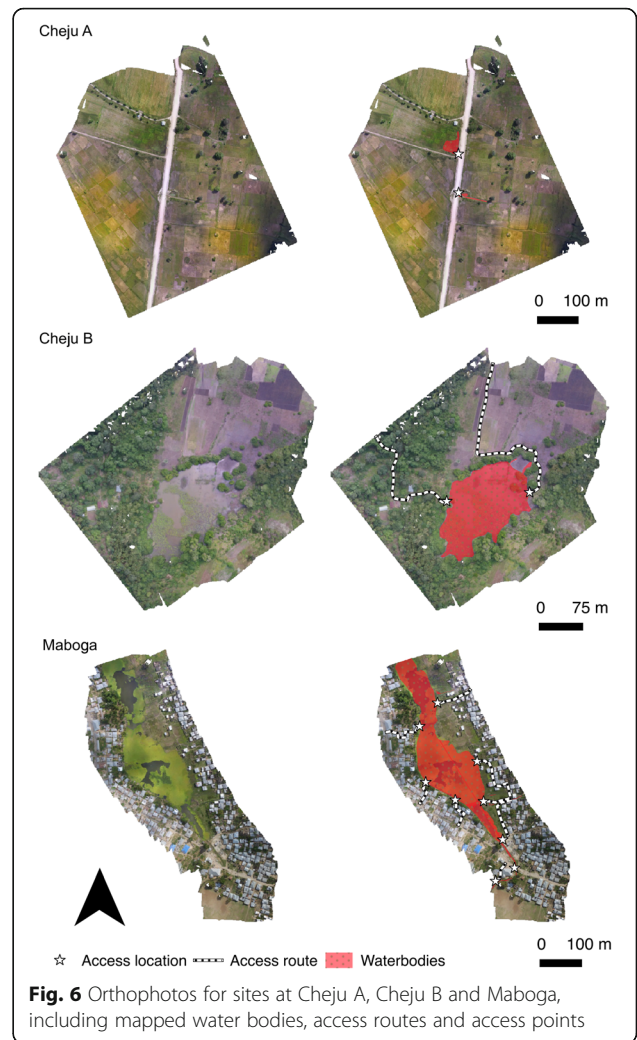 Cheju A
0 100 m
Cheju B
0 75 m
Maboga
0 100 m
Access location Access route Waterbodies
Fig. 6 Orthophotos for sites at Cheju A, Cheju B and Maboga,
including mapped water bodies, access routes and access points